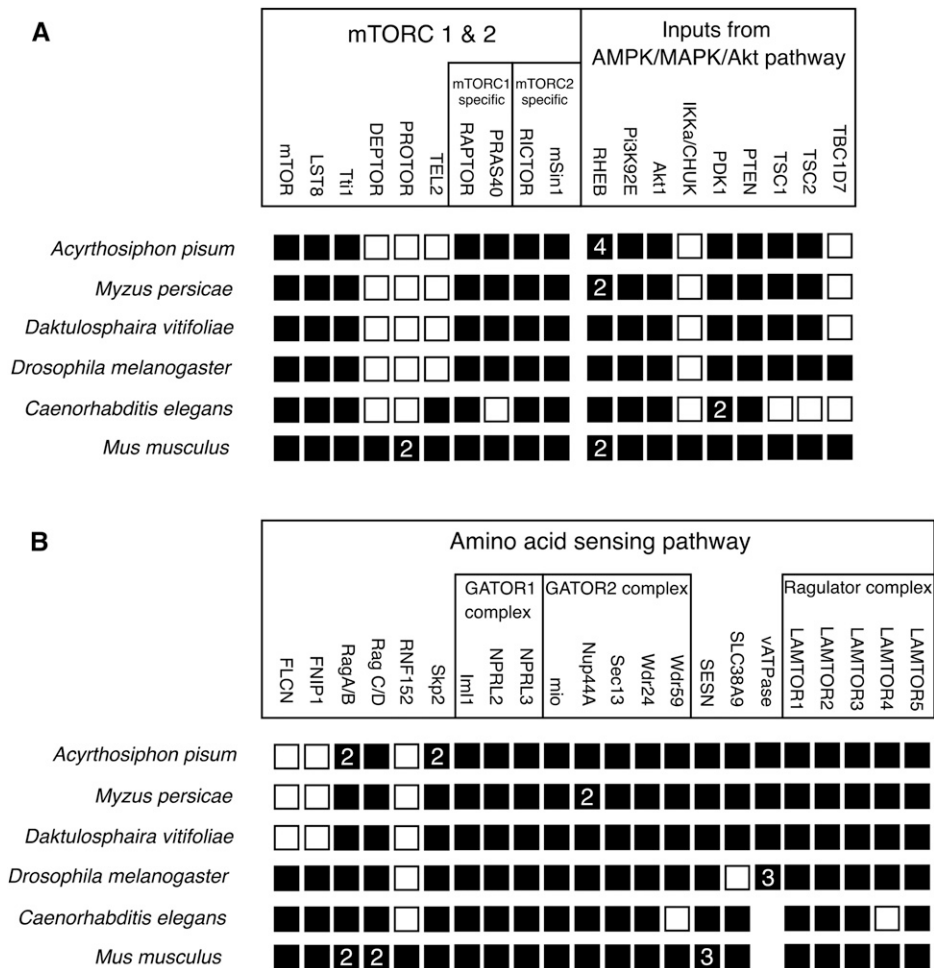 A
mTORC 1 & 2
Inputs from
AMPK/MAPK/Akt pathway
mTORC1
specific
mTORC2
specific
mTOR
LST8
Tti1
DEPTOR
PROTOR
TEL2
RAPTOR
PRAS40
RICTOR
mSin1
RHEB
Pi3K92E
Akt1
IKKa/CHUK
PDK1
PTEN
TSC1
TSC2
TBC1D7
Acyrthosiphon pisum 4
Myzus persicae 2
Daktulosphaira vitifoliae
Drosophila melanogaster
Caenorhabditis elegans 2
Mus musculus 2 2
B
Amino acid sensing pathway
GATOR1
complex
GATOR2 complex
Ragulator complex
FLCN
FNIP1
RagA/B
Rag C/D
RNF152
Skp2
Iml1
NPRL2
NPRL3
mio
Nup44A
Sec13
Wdr24
Wdr59
SESN
SLC38A9
vATPase
LAMTOR1
LAMTOR2
LAMTOR3
LAMTOR4
LAMTOR5
Acyrthosiphon pisum 2 2
Myzus persicae 2
Daktulosphaira vitifoliae
Drosophila melanogaster 3
Caenorhabditis elegans
Mus musculus 2 2 3